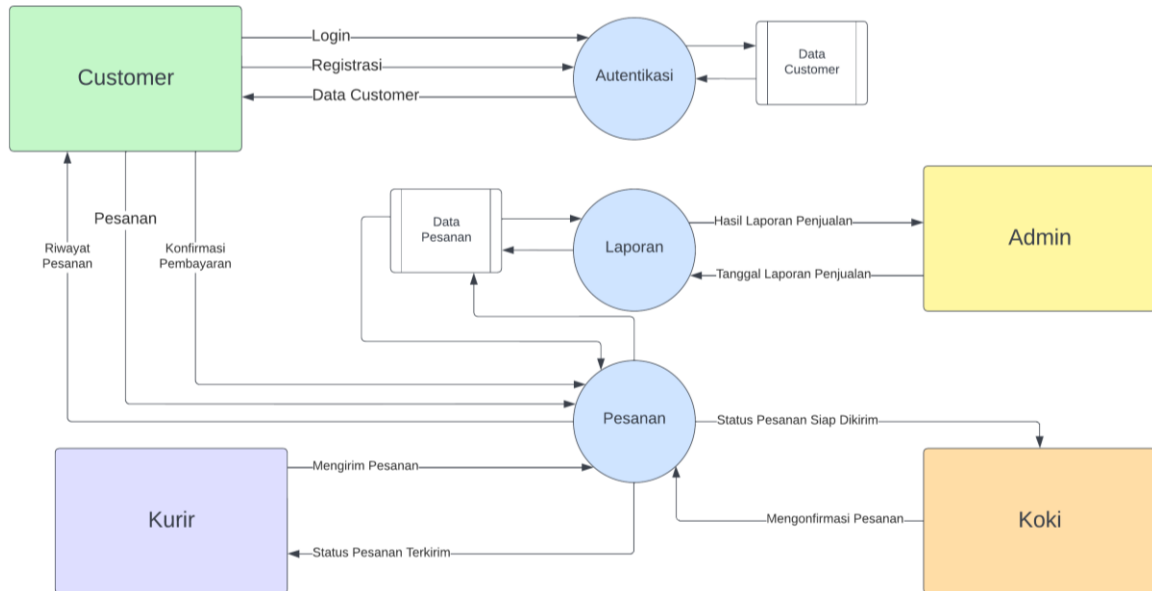 Customer
Login
Registrasi
Data Customer
Autentikasi
Data
Customer
Pesanan
Riwayat
Pesanan
Konfirmasi
Pembayaran
Data
Pesanan
Laporan
Hasil Laporan Penjualan
Tanggal Laporan Penjualan
Admin
Pesanan
Status Pesanan Siap Dikirim
Kurir
Mengirim Pesanan
Status Pesanan Terkirim
Mengonfirmasi Pesanan
Koki